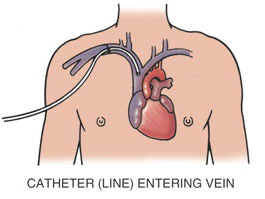 CATHETER (LINE) ENTERING VEIN